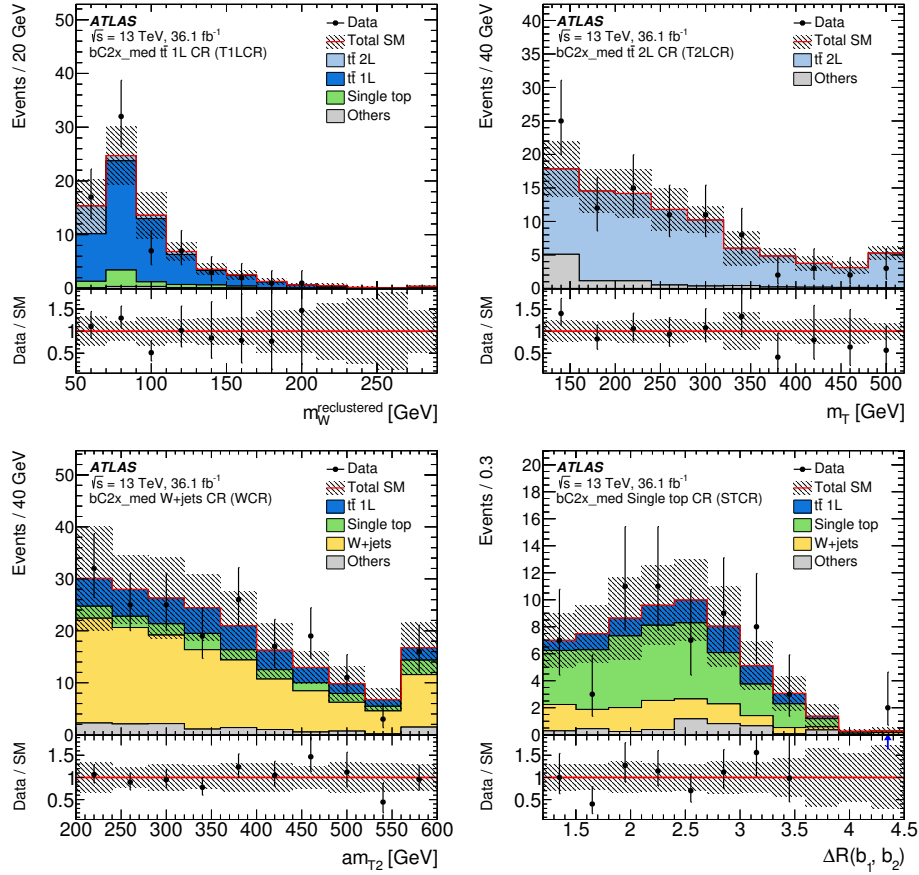 ATLAS
√s = 13 TeV, 36.1 fb⁻¹
bC2x_med tt̄ 1L CR (T1LCR)
Data
Total SM
tt̄ 2L
tt̄ 1L
Single top
Others
Events / 20 GeV
50
40
30
20
10
0
Data / SM
1.5
1
0.5
50 100 150 200 250
m_W^reclustered [GeV]
ATLAS
√s = 13 TeV, 36.1 fb⁻¹
bC2x_med tt̄ 2L CR (T2LCR)
Data
Total SM
tt̄ 2L
Others
Events / 40 GeV
40
35
30
25
20
15
10
5
0
Data / SM
1.5
1
0.5
150 200 250 300 350 400 450 500
m_T [GeV]
ATLAS
√s = 13 TeV, 36.1 fb⁻¹
bC2x_med W+jets CR (WCR)
Data
Total SM
tt̄ 1L
Single top
W+jets
Others
Events / 40 GeV
50
40
30
20
10
0
Data / SM
1.5
1
0.5
200 250 300 350 400 450 500 550 600
am_T2 [GeV]
ATLAS
√s = 13 TeV, 36.1 fb⁻¹
bC2x_med Single top CR (STCR)
Data
Total SM
tt̄ 1L
Single top
W+jets
Others
Events / 0.3
20
18
16
14
12
10
8
6
4
2
0
Data / SM
1.5
1
0.5
1.5 2 2.5 3 3.5 4 4.5
ΔR(b₁, b₂)